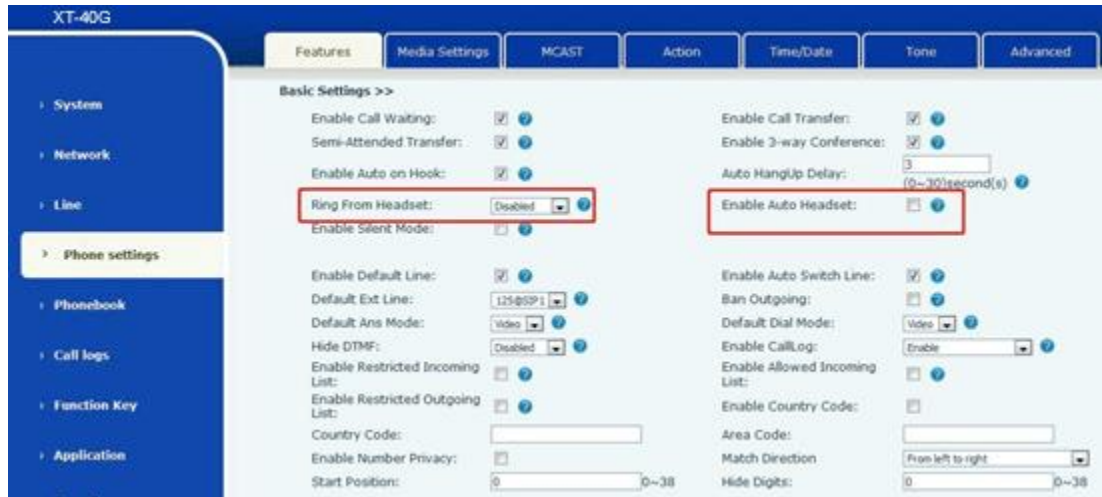 XT-40G
Features Media Settings MCAST Action Time/Date Tone Advanced
System
Network
Line
Phone settings
Phonebook
Call logs
Function Key
Application
Basic Settings >>
Enable Call Waiting: Enable Call Transfer:
Semi-Attended Transfer: Enable 3-way Conference:
Enable Auto on Hook: Auto HangUp Delay: 3
(0~30)second(s)
Ring From Headset: Disabled Enable Auto Headset:
Enable Silent Mode:
Enable Default Line: Enable Auto Switch Line:
Default Ext Line: 125@SIP1 Ban Outgoing:
Default Ans Mode: Video Default Dial Mode: Video
Hide DTMF: Disabled Enable CallLog: Enable
Enable Restricted Incoming List: Enable Allowed Incoming List:
Enable Restricted Outgoing List: Enable Country Code:
Country Code: Area Code:
Enable Number Privacy: Match Direction From left to right
Start Position: 0 0~38 Hide Digits: 0 0~38